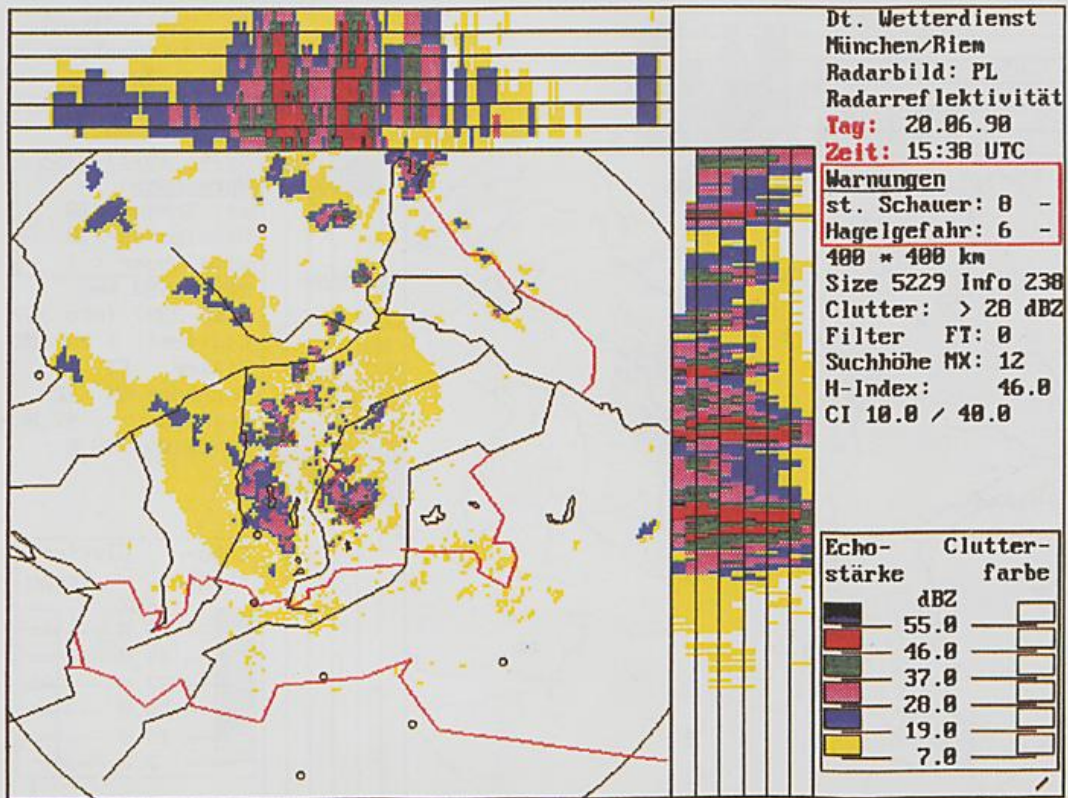 Dt. Wetterdienst
München/Riem
Radarbild: PL
Radarreflektivität
Tag: 20.06.90
Zeit: 15:38 UTC
Warnungen
st. Schauer: 8 -
Hagelgefahr: 6 -
400 * 400 km
Size 5229 Info 238
Clutter: > 28 dBZ
Filter FT: 0
Suchhöhe MX: 12
H-Index: 46.0
CI 10.0 / 40.0
Echo- Clutter-
stärke farbe
dBZ
55.0
46.0
37.0
28.0
19.0
7.0